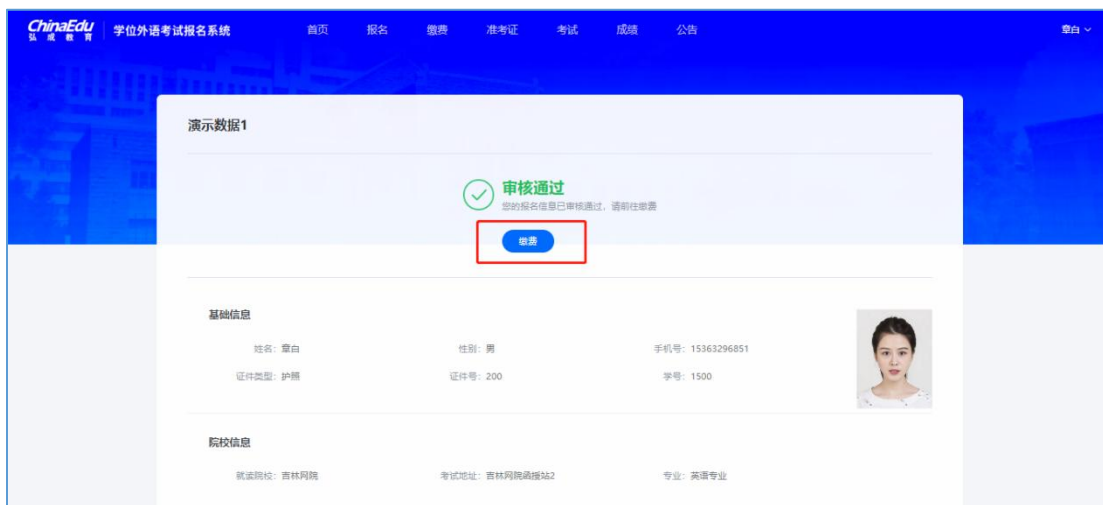 ChinaEdu 学位外语考试报名系统 首页 报名 缴费 准考证 考试 成绩 公告 章白
弘成教育
演示数据1
审核通过
您的报名信息已审核通过，请前往缴费
缴费
基础信息
姓名：章白 性别：男 手机号：15363296851
证件类型：护照 证件号：200 学号：1500
院校信息
就读院校：吉林网院 考试地址：吉林网院函授站2 专业：英语专业